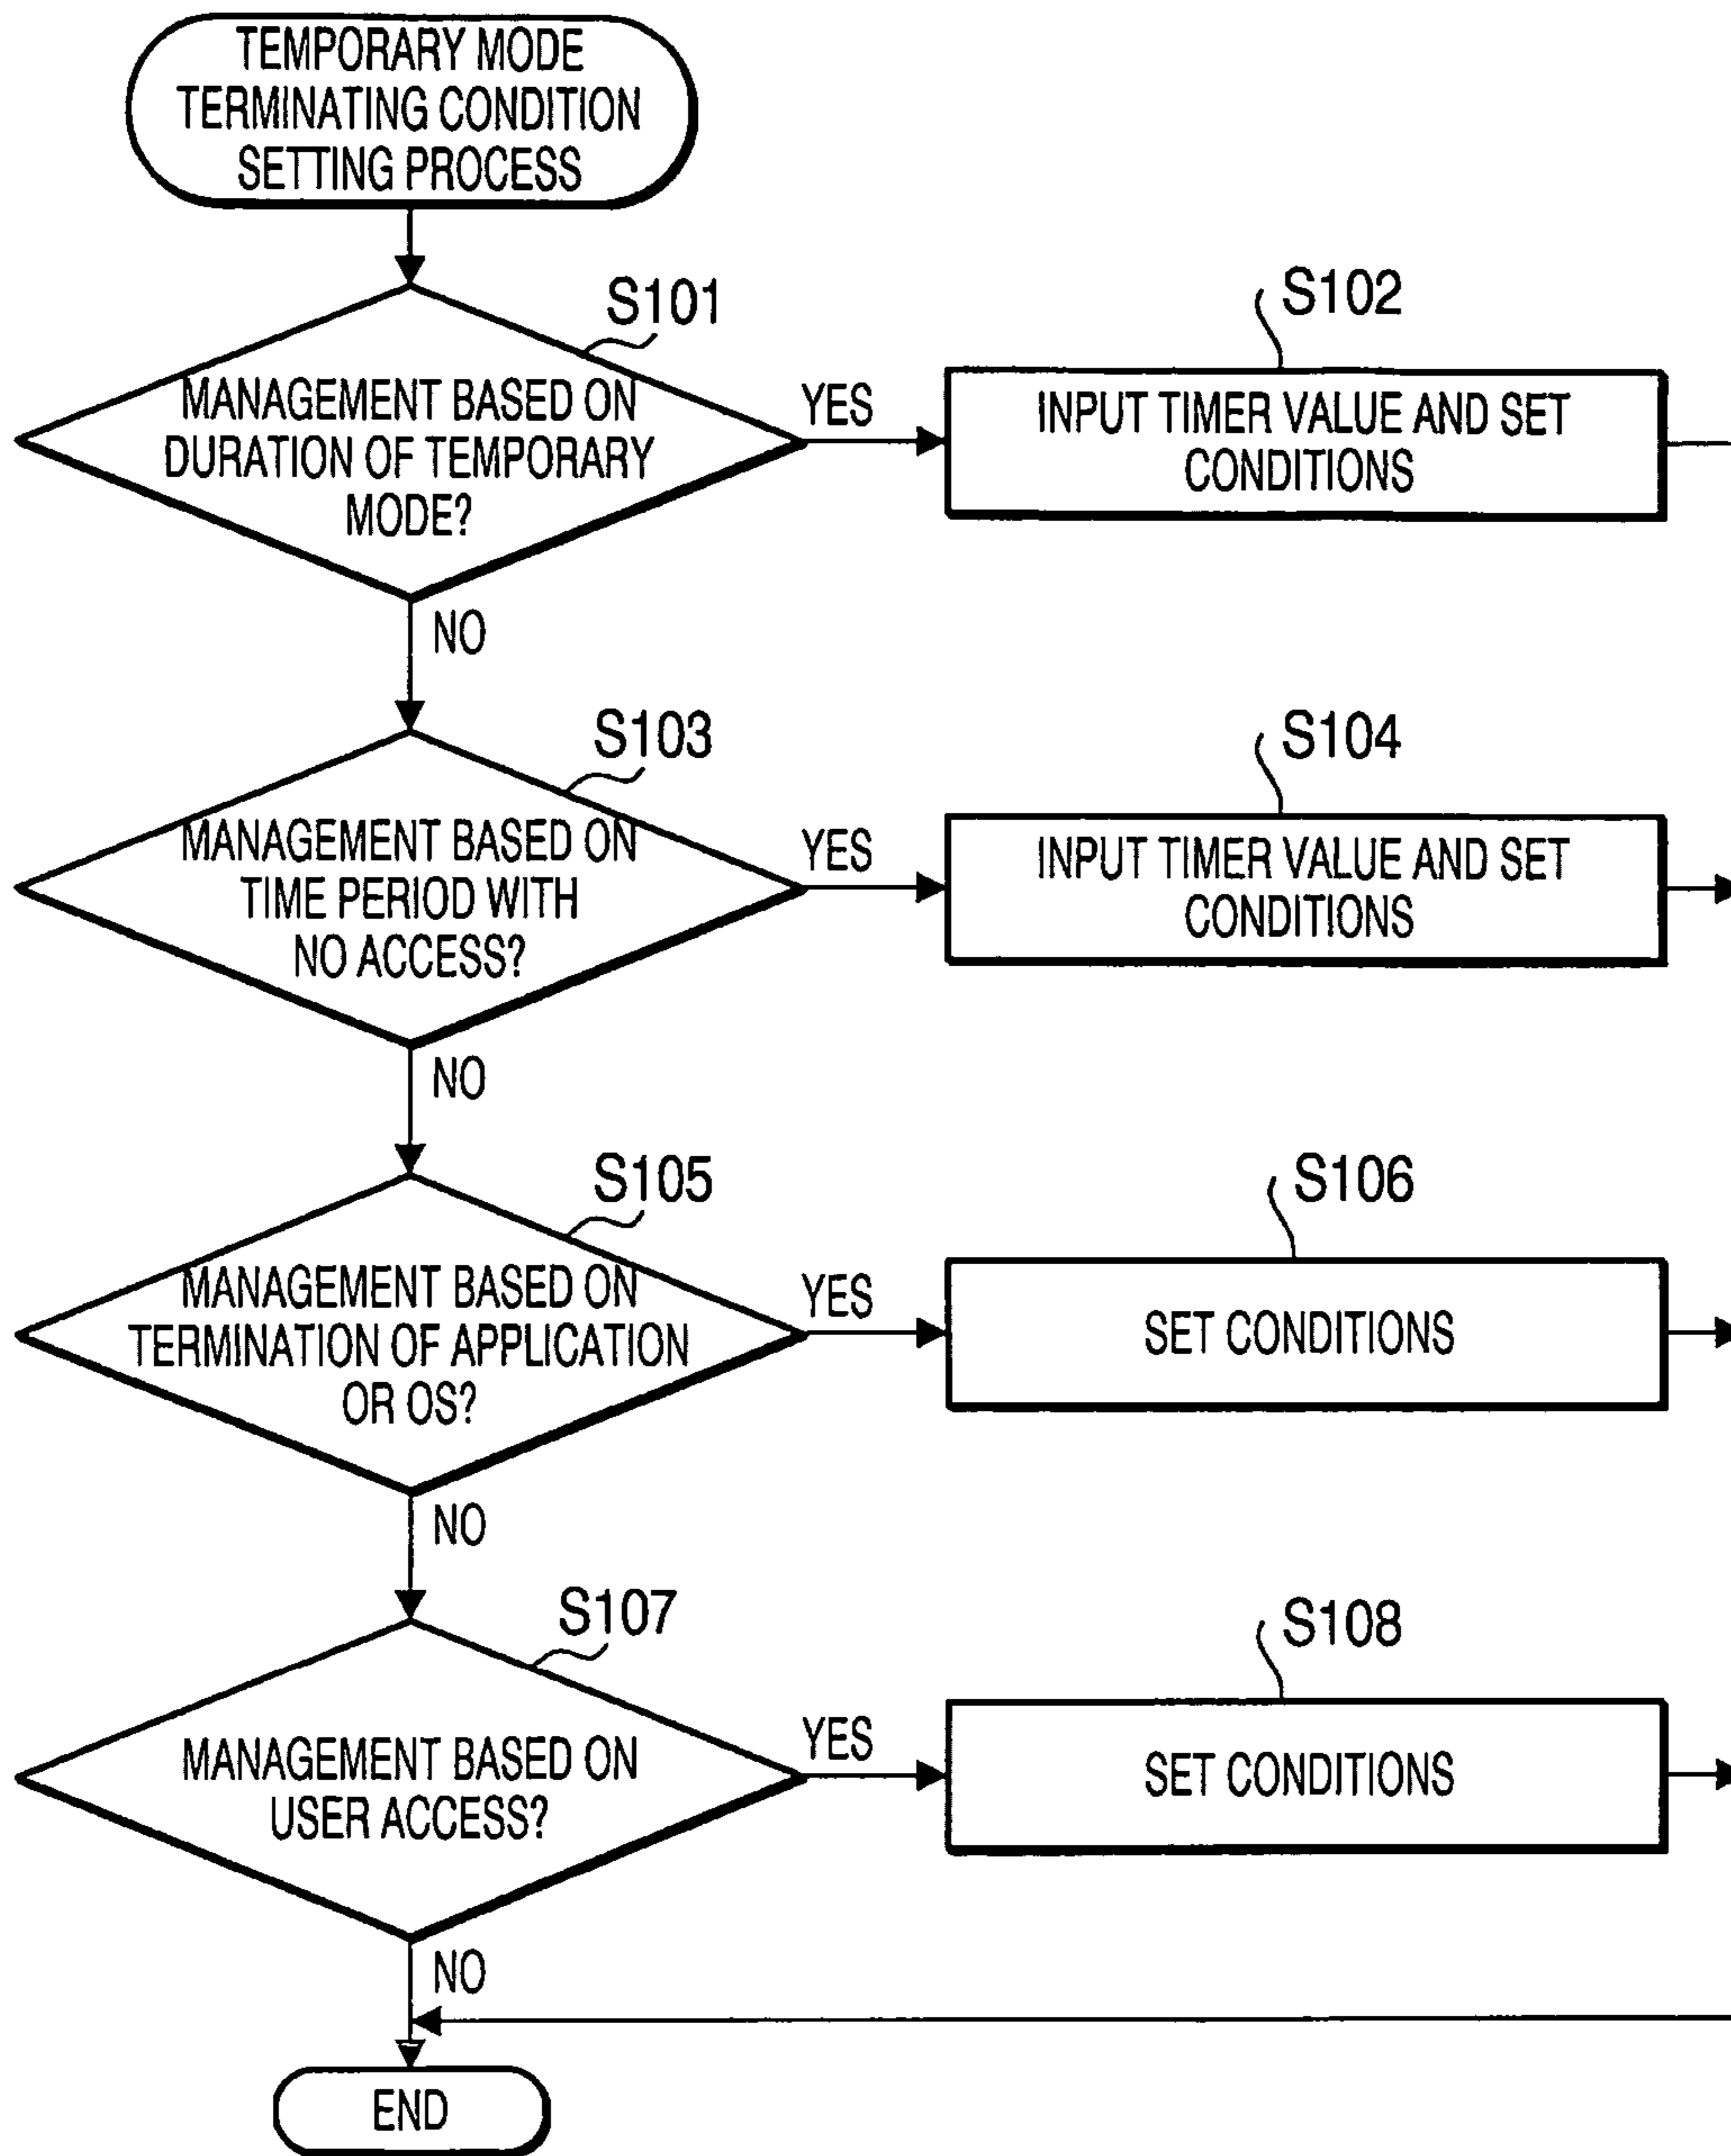 TEMPORARY MODE
TERMINATING CONDITION
SETTING PROCESS
S101
MANAGEMENT BASED ON
DURATION OF TEMPORARY
MODE?
YES
NO
S102
INPUT TIMER VALUE AND SET
CONDITIONS
S103
MANAGEMENT BASED ON
TIME PERIOD WITH
NO ACCESS?
YES
NO
S104
INPUT TIMER VALUE AND SET
CONDITIONS
S105
MANAGEMENT BASED ON
TERMINATION OF APPLICATION
OR OS?
YES
NO
S106
SET CONDITIONS
S107
MANAGEMENT BASED ON
USER ACCESS?
YES
NO
S108
SET CONDITIONS
END